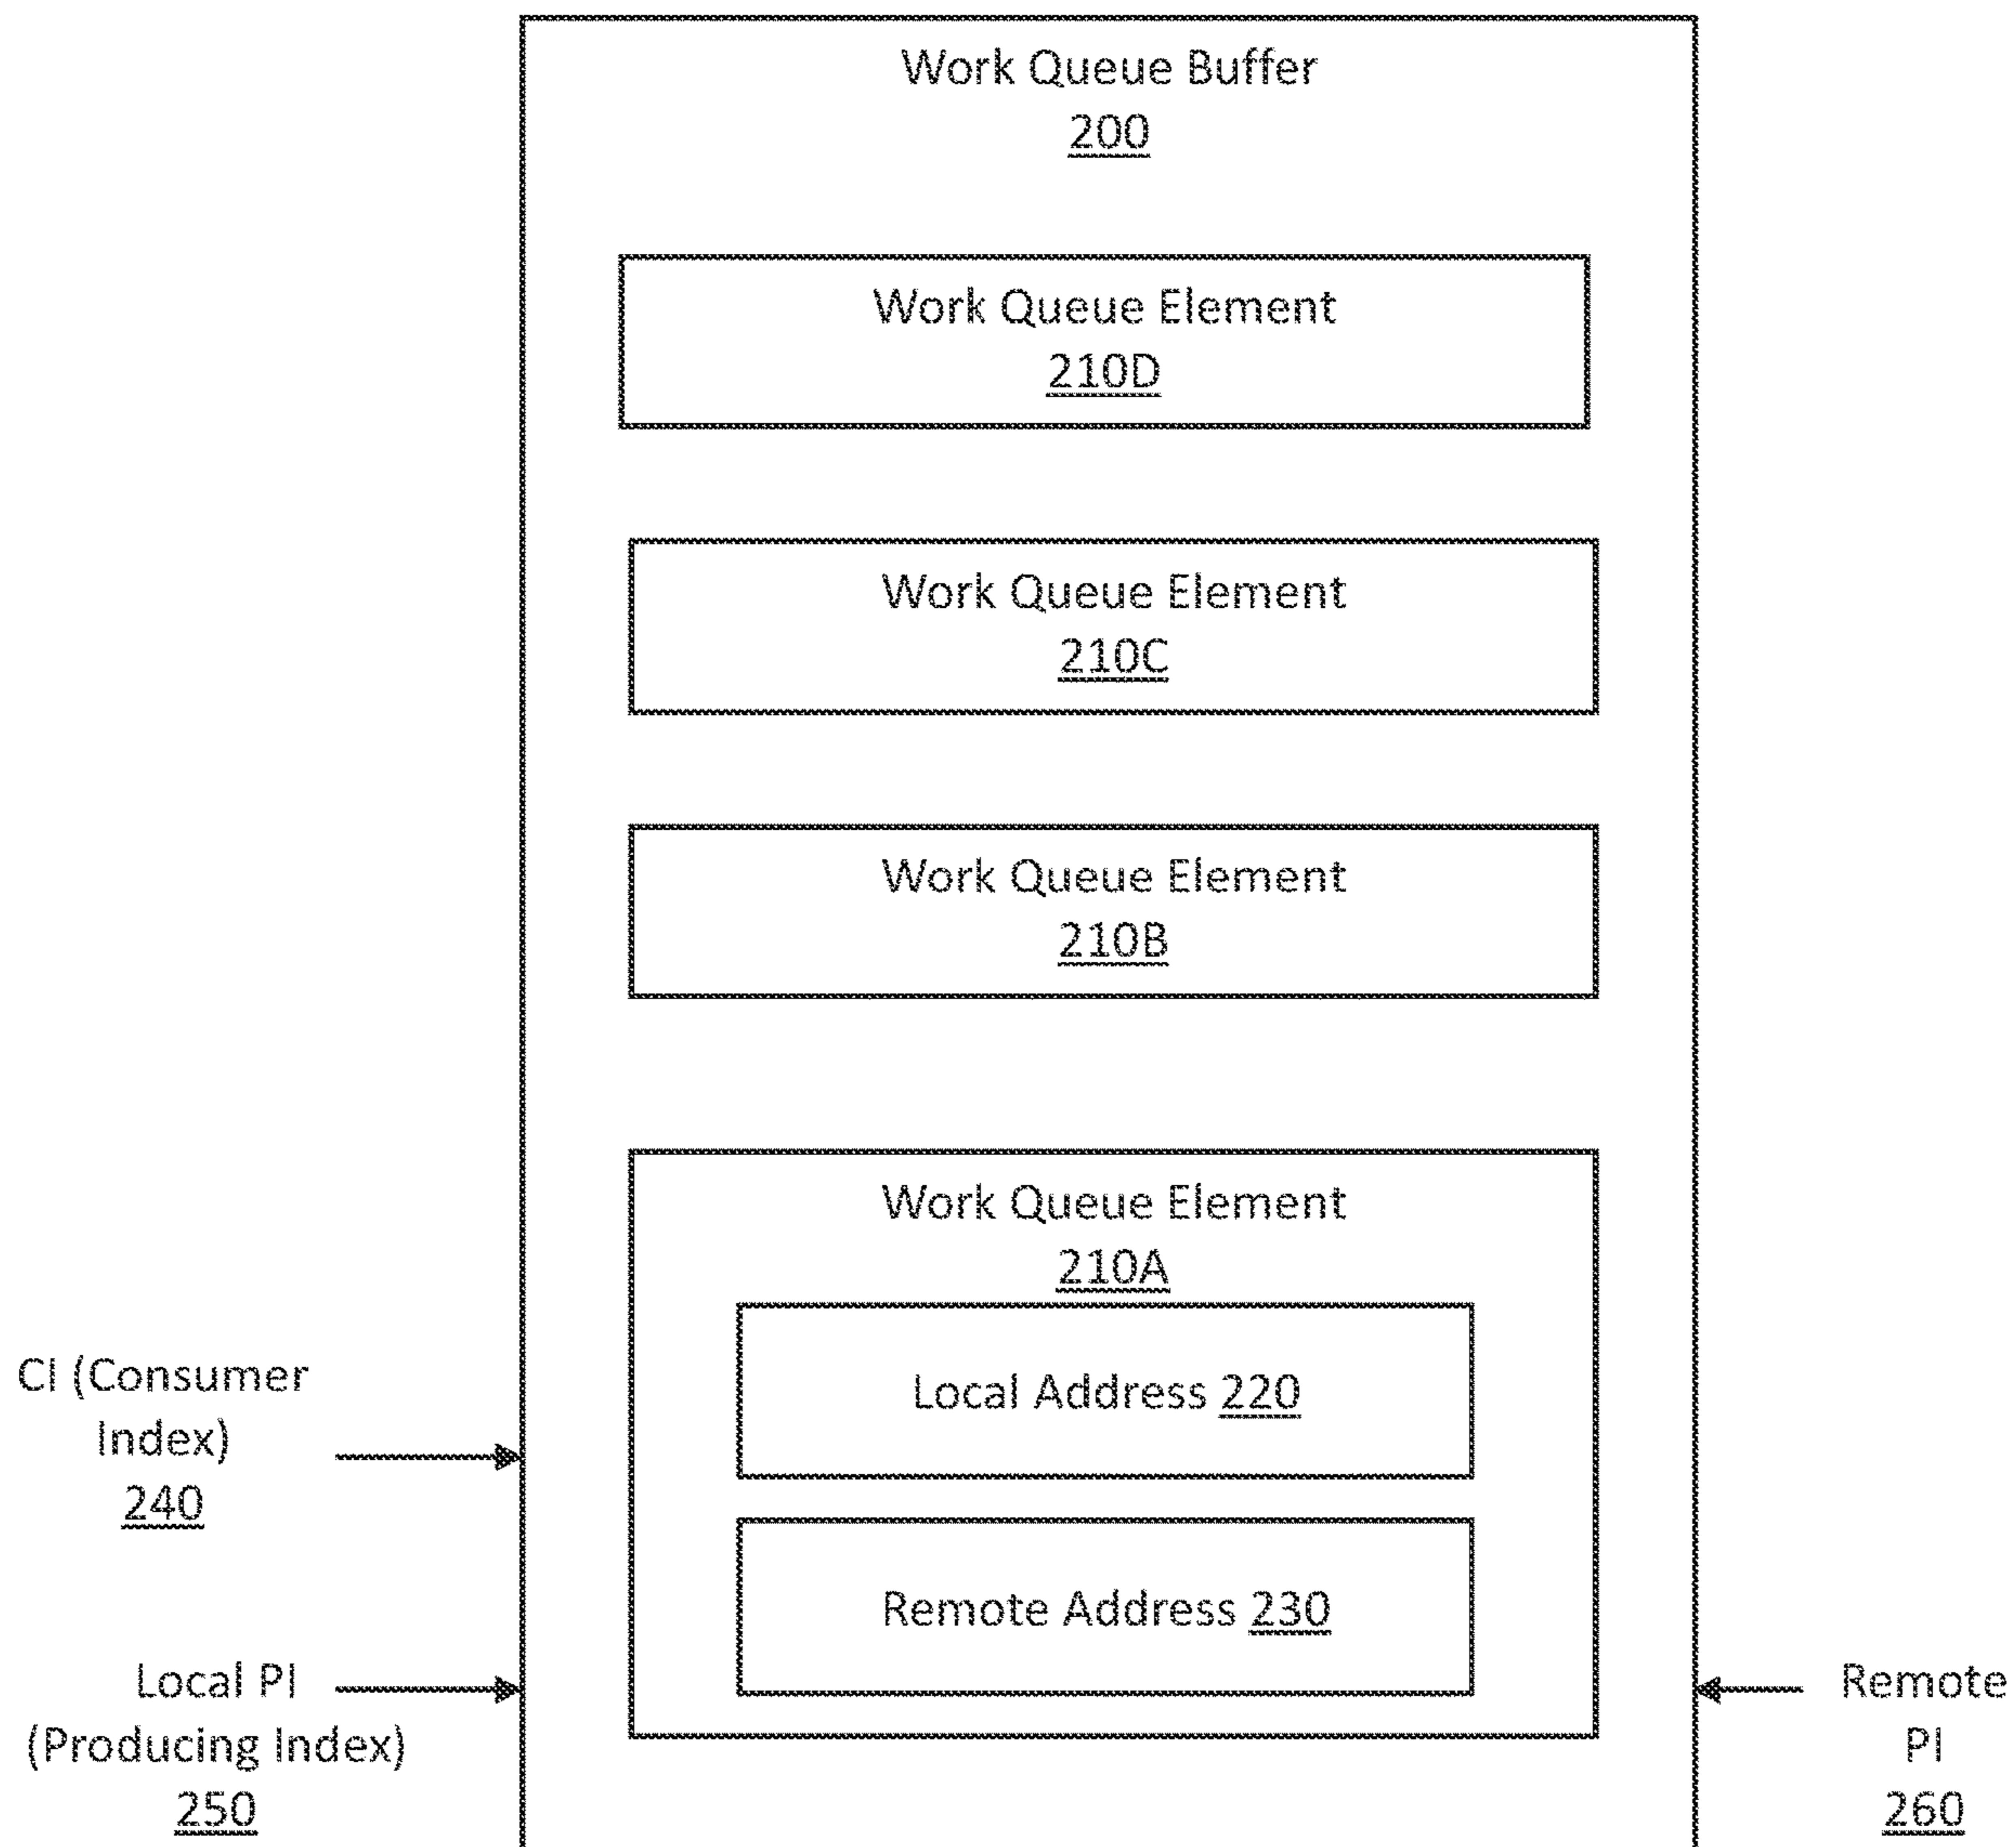 Work Queue Buffer
200
Work Queue Element
210D
Work Queue Element
210C
Work Queue Element
210B
Work Queue Element
210A
Local Address 220
Remote Address 230
CI (Consumer
Index)
240
Local PI
(Producing Index)
250
Remote
PI
260